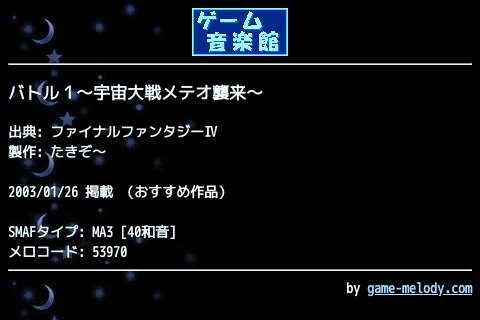 ゲーム
音楽館
バトル１～宇宙大戦メテオ襲来～
出典: ファイナルファンタジーⅣ
製作: たきぞ～
2003/01/26 掲載 (おすすめ作品)
SMAFタイプ: MA3 [40和音]
メロコード: 53970
by game-melody.com